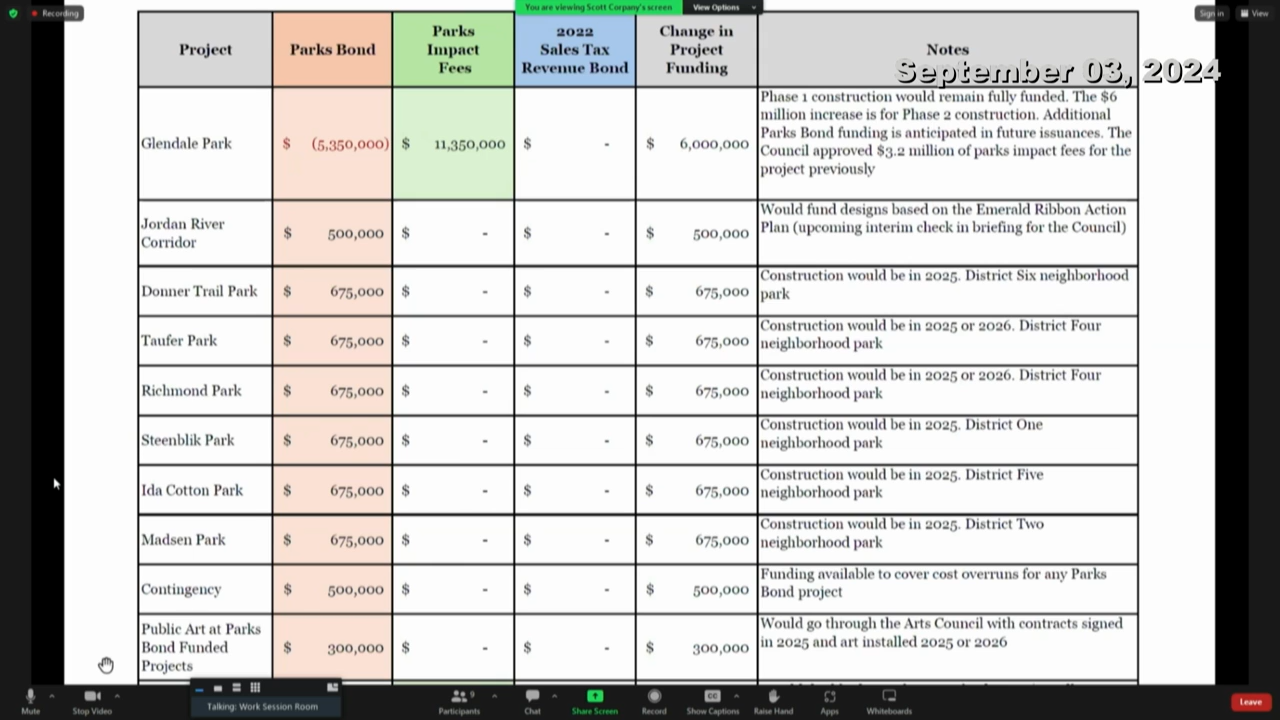 Recording
You are viewing Scott Corpany's screen
View Options
Sign in
View
September 03, 2024
Project
Parks Bond
Parks
Impact
Fees
2022
Sales Tax
Revenue Bond
Change in
Project
Funding
Notes
Glendale Park
$ (5,350,000)
$ 11,350,000
$ -
$ 6,000,000
Phase 1 construction would remain fully funded. The $6
million increase is for Phase 2 construction. Additional
Parks Bond funding is anticipated in future issuances. The
Council approved $3.2 million of parks impact fees for the
project previously
Jordan River
Corridor
$ 500,000
$ -
$ -
$ 500,000
Would fund designs based on the Emerald Ribbon Action
Plan (upcoming interim check in briefing for the Council)
Donner Trail Park
$ 675,000
$ -
$ -
$ 675,000
Construction would be in 2025. District Six neighborhood
park
Taufer Park
$ 675,000
$ -
$ -
$ 675,000
Construction would be in 2025 or 2026. District Four
neighborhood park
Richmond Park
$ 675,000
$ -
$ -
$ 675,000
Construction would be in 2025 or 2026. District Four
neighborhood park
Steenblik Park
$ 675,000
$ -
$ -
$ 675,000
Construction would be in 2025. District One
neighborhood park
Ida Cotton Park
$ 675,000
$ -
$ -
$ 675,000
Construction would be in 2025. District Five
neighborhood park
Madsen Park
$ 675,000
$ -
$ -
$ 675,000
Construction would be in 2025. District Two
neighborhood park
Contingency
$ 500,000
$ -
$ -
$ 500,000
Funding available to cover cost overruns for any Parks
Bond project
Public Art at Parks
Bond Funded
Projects
$ 300,000
$ -
$ -
$ 300,000
Would go through the Arts Council with contracts signed
in 2025 and art installed 2025 or 2026
Talking: Work Session Room
Mute
Stop Video
Participants
9
Chat
Share Screen
Record
CC
Show Captions
Raise Hand
Apps
Whiteboards
Leave